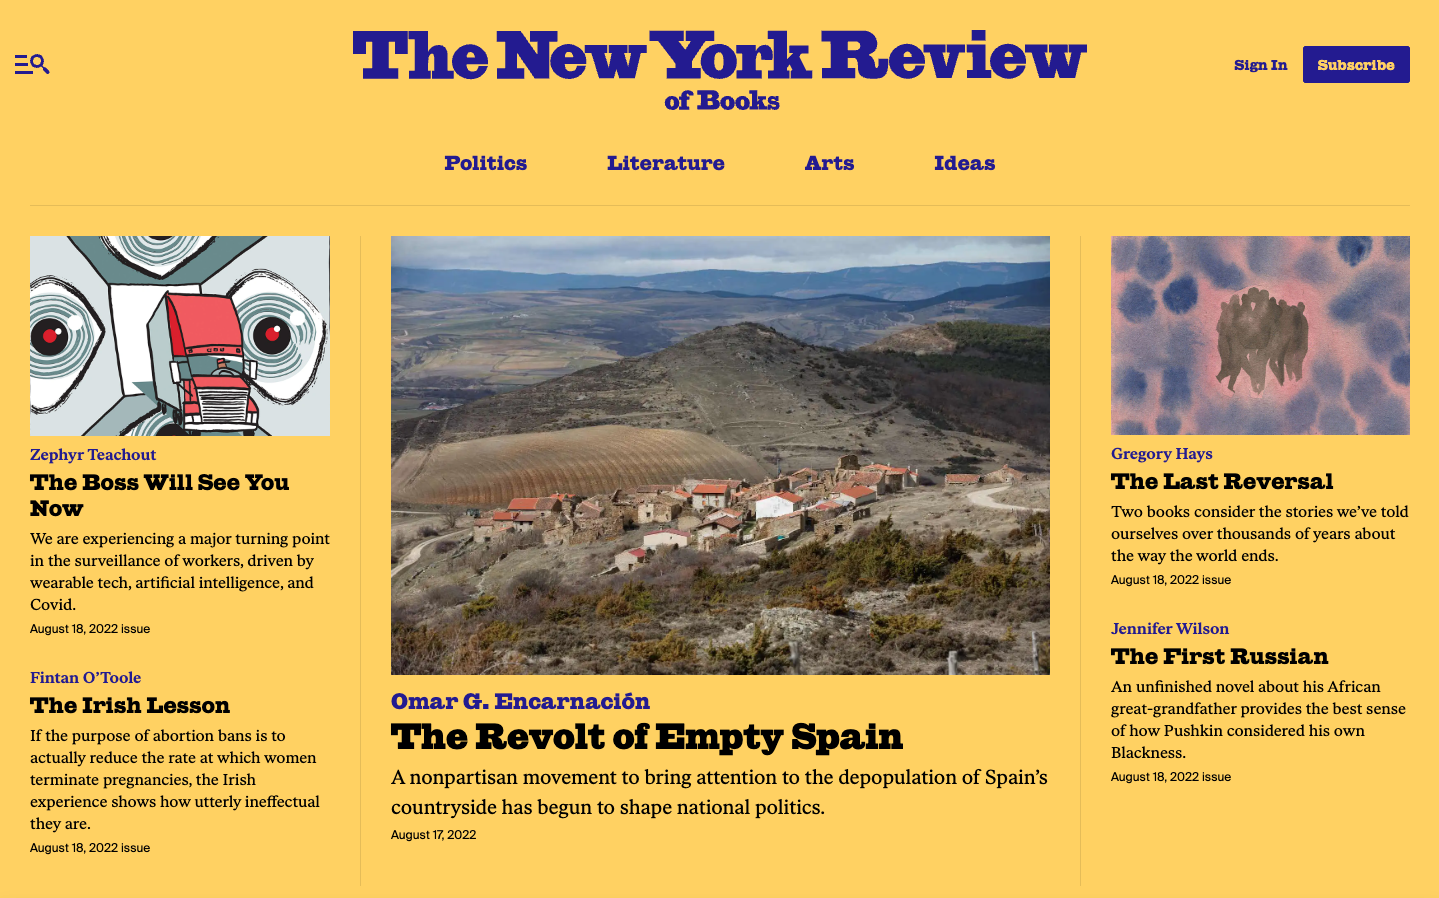 The New York Review
of Books
Sign In
Subscribe
Politics
Literature
Arts
Ideas
Zephyr Teachout
The Boss Will See You
Now
We are experiencing a major turning point
in the surveillance of workers, driven by
wearable tech, artificial intelligence, and
Covid.
August 18, 2022 issue
Fintan O’Toole
The Irish Lesson
If the purpose of abortion bans is to
actually reduce the rate at which women
terminate pregnancies, the Irish
experience shows how utterly ineffectual
they are.
August 18, 2022 issue
Omar G. Encarnación
The Revolt of Empty Spain
A nonpartisan movement to bring attention to the depopulation of Spain’s
countryside has begun to shape national politics.
August 17, 2022
Gregory Hays
The Last Reversal
Two books consider the stories we’ve told
ourselves over thousands of years about
the way the world ends.
August 18, 2022 issue
Jennifer Wilson
The First Russian
An unfinished novel about his African
great-grandfather provides the best sense
of how Pushkin considered his own
Blackness.
August 18, 2022 issue